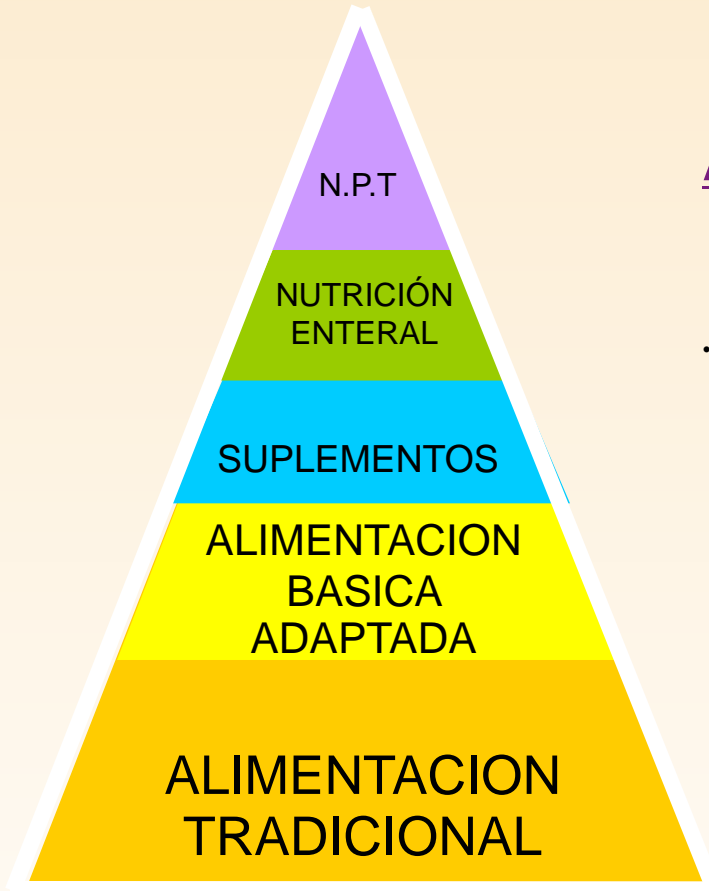 N.P.T
NUTRICIÓN
ENTERAL
SUPLEMENTOS
ALIMENTACION
BASICA
ADAPTADA
ALIMENTACION
TRADICIONAL